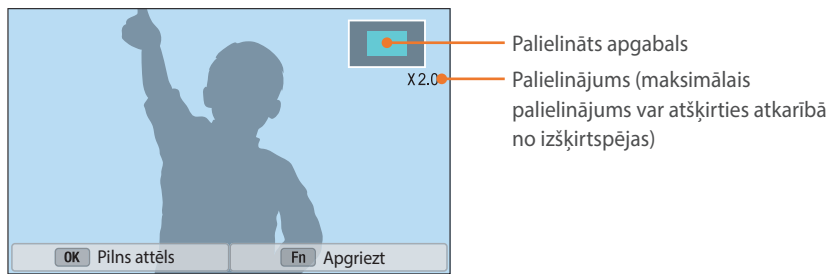 Palielināts apgabals
X 2.0
Palielinājums (maksimālais
palielinājums var atšķirties atkarībā
no izšķirtspējas)
OK Pilns attēls
Fn Apgriezt